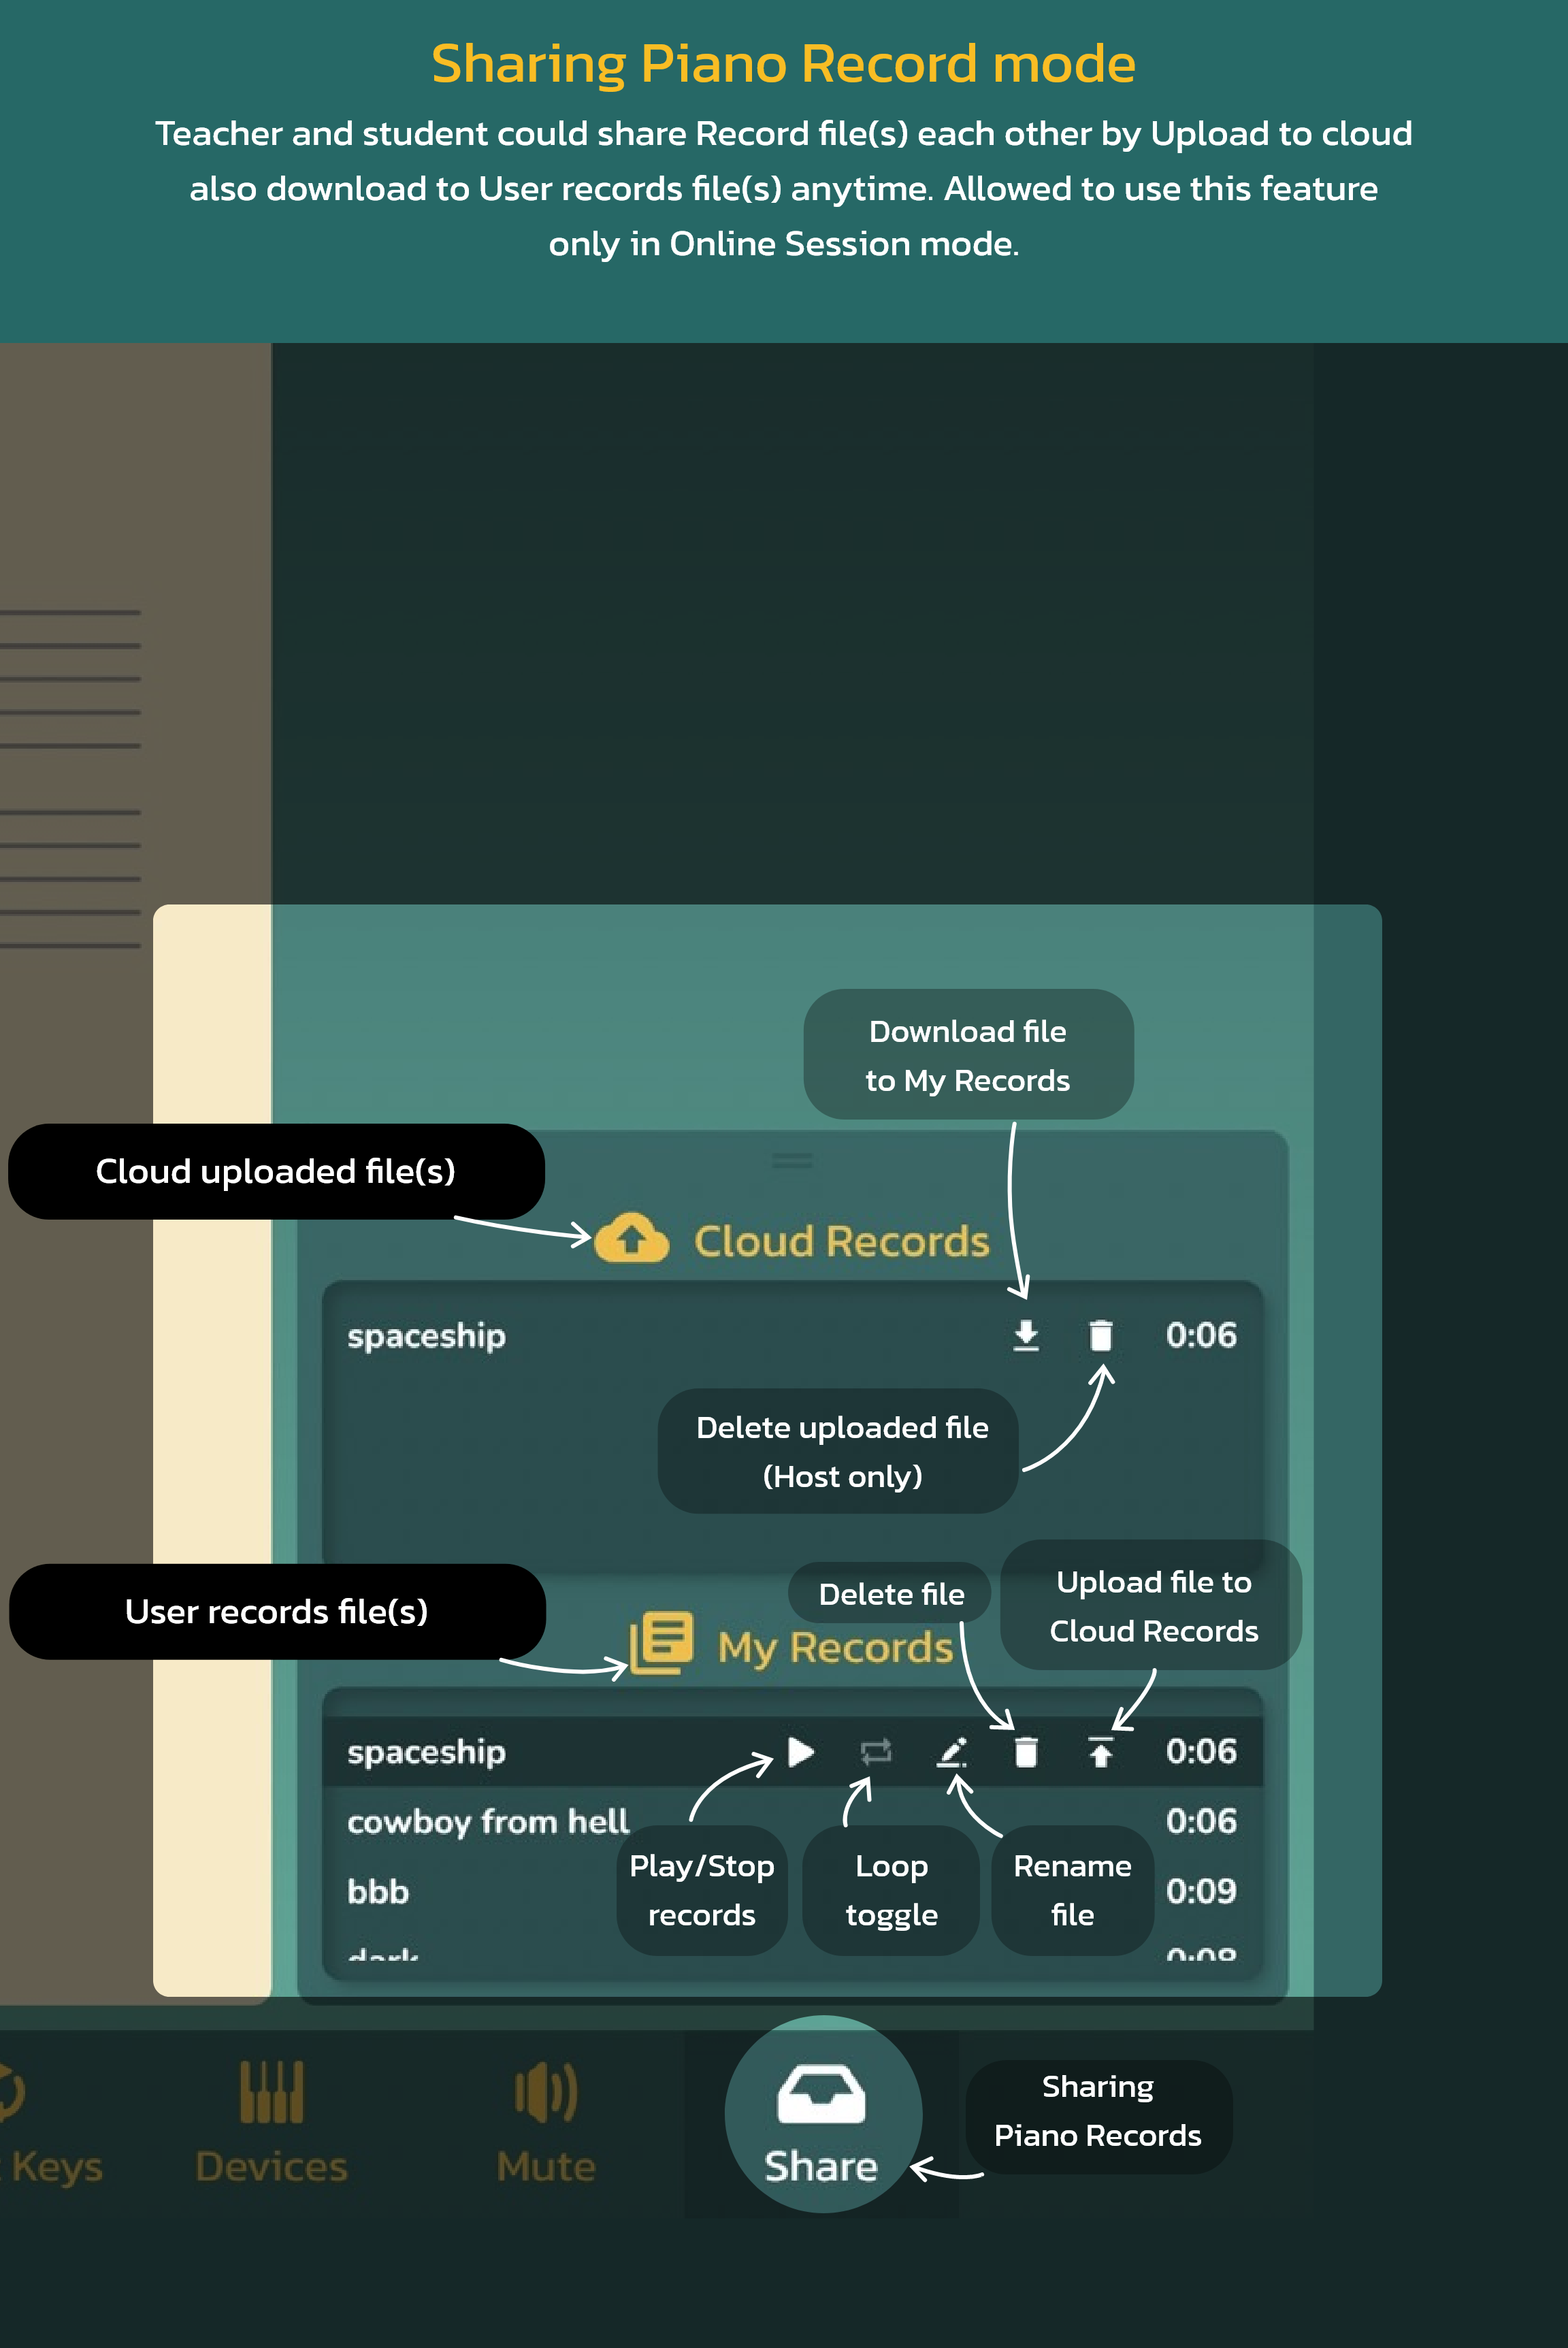 Sharing Piano Record mode
Teacher and student could share Record file(s) each other by Upload to cloud
also download to User records file(s) anytime. Allowed to use this feature
only in Online Session mode.
Download file
to My Records
Cloud uploaded file(s)
Cloud Records
spaceship 0:06
Delete uploaded file
(Host only)
Upload file to
Cloud Records
Delete file
User records file(s)
My Records
spaceship 0:06
cowboy from hell 0:06
Play/Stop
records
Loop
toggle
Rename
file
bbb 0:09
dark 0:08
Keys
Devices
Mute
Share
Sharing
Piano Records